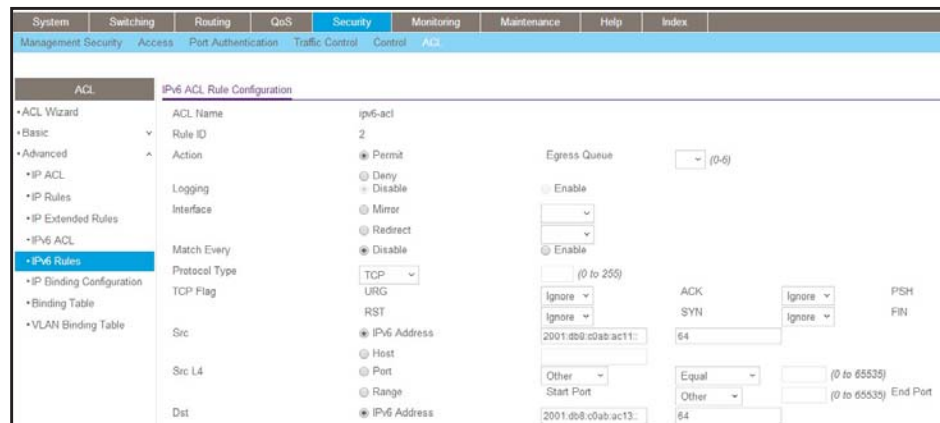 System Switching Routing QoS Security Monitoring Maintenance Help Index
Management Security Access Port Authentication Traffic Control Control ACL
ACL
•ACL Wizard
•Basic
•Advanced
•IP ACL
•IP Rules
•IP Extended Rules
•IPv6 ACL
•IPv6 Rules
•IP Binding Configuration
•Binding Table
•VLAN Binding Table
IPv6 ACL Rule Configuration
ACL Name ipv6-acl
Rule ID 2
Action Permit Egress Queue (0-6)
Deny
Logging Disable Enable
Interface Mirror
Redirect
Match Every Disable Enable
Protocol Type TCP (0 to 255)
TCP Flag URG Ignore ACK Ignore PSH
RST Ignore SYN Ignore FIN
Src IPv6 Address 2001:db8:c0ab:ac11:: 64
Host
Src L4 Port Other Equal (0 to 65535)
Range Start Port Other (0 to 65535) End Port
Dst IPv6 Address 2001:db8:c0ab:ac13:: 64